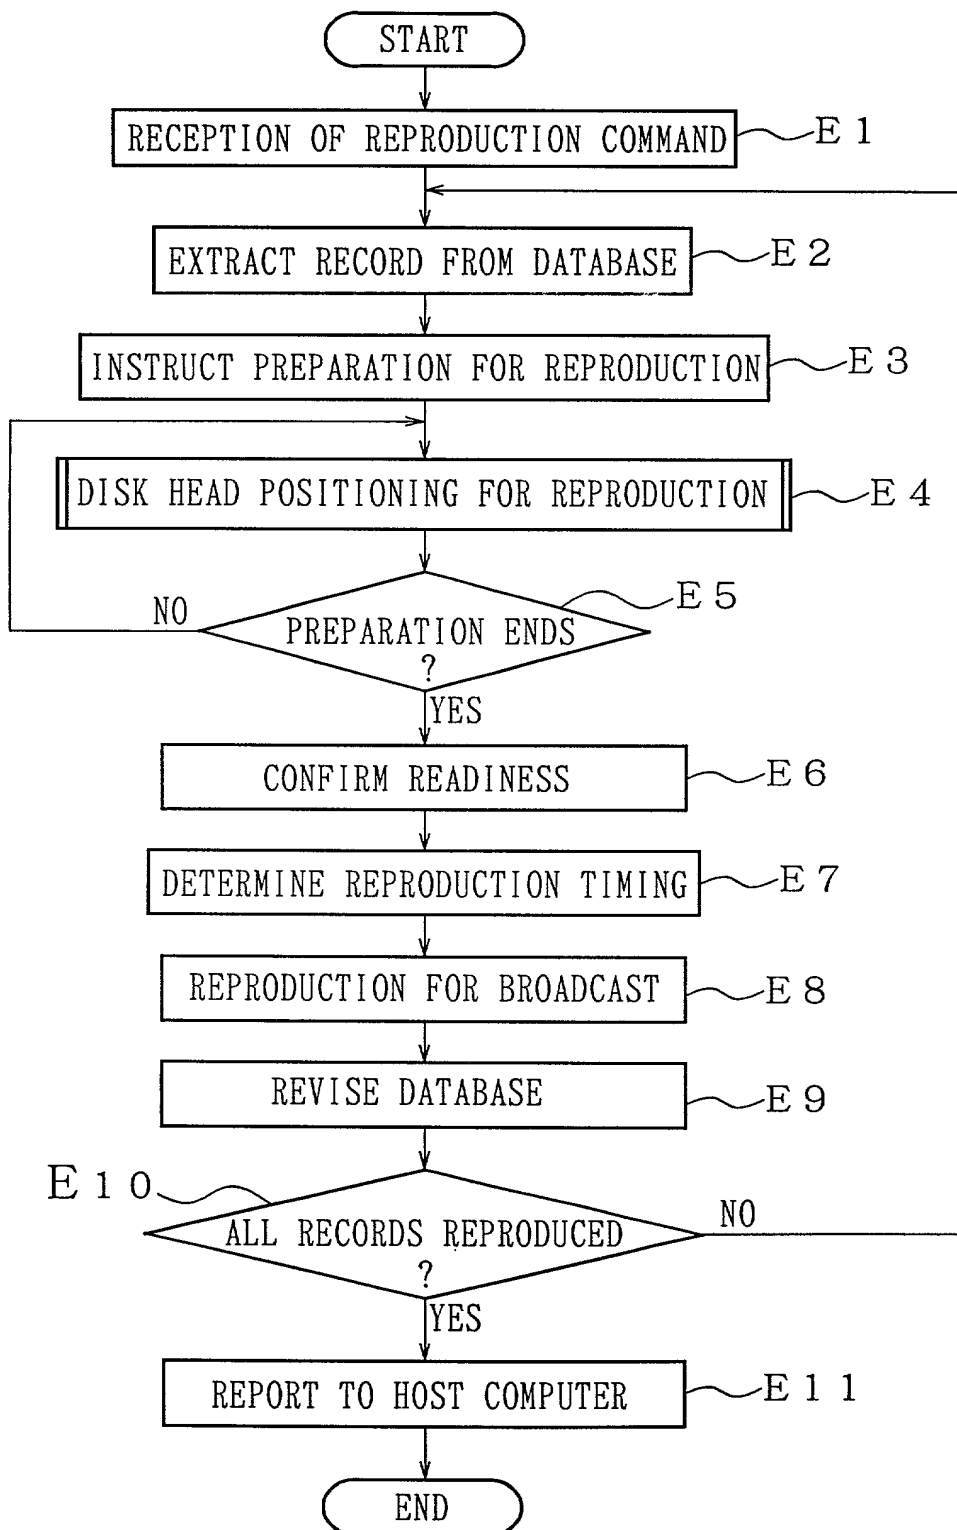 START
RECEPTION OF REPRODUCTION COMMAND
E1
EXTRACT RECORD FROM DATABASE
E2
INSTRUCT PREPARATION FOR REPRODUCTION
E3
DISK HEAD POSITIONING FOR REPRODUCTION
E4
E5
NO
PREPARATION ENDS
?
YES
CONFIRM READINESS
E6
DETERMINE REPRODUCTION TIMING
E7
REPRODUCTION FOR BROADCAST
E8
REVISE DATABASE
E9
E10
NO
ALL RECORDS REPRODUCED
?
YES
REPORT TO HOST COMPUTER
E11
END